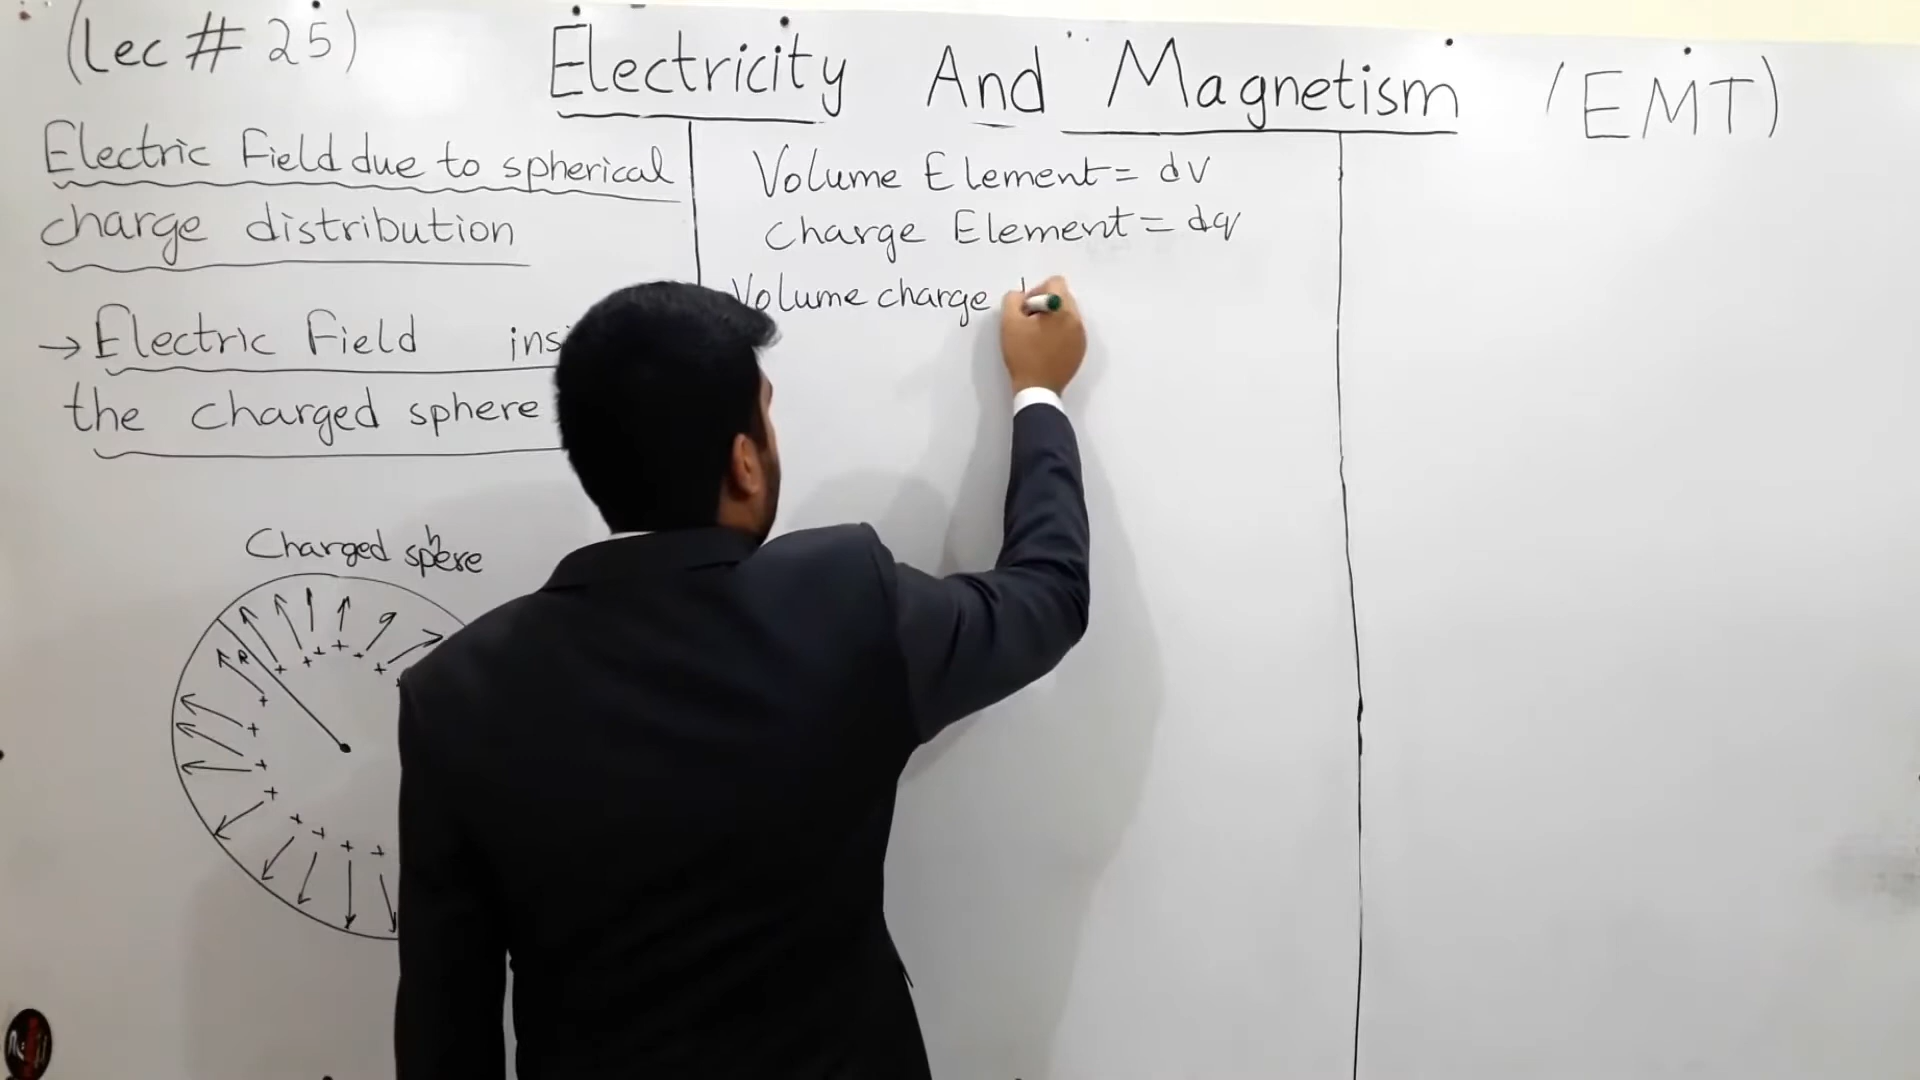 (Lec # 25)
Electricity And Magnetism (EMT)
Electric Field due to spherical
charge distribution
→ Electric Field
the charged sphere
Charged sphere
R
Volume Element = dv
Charge Element = dq
Volume charge